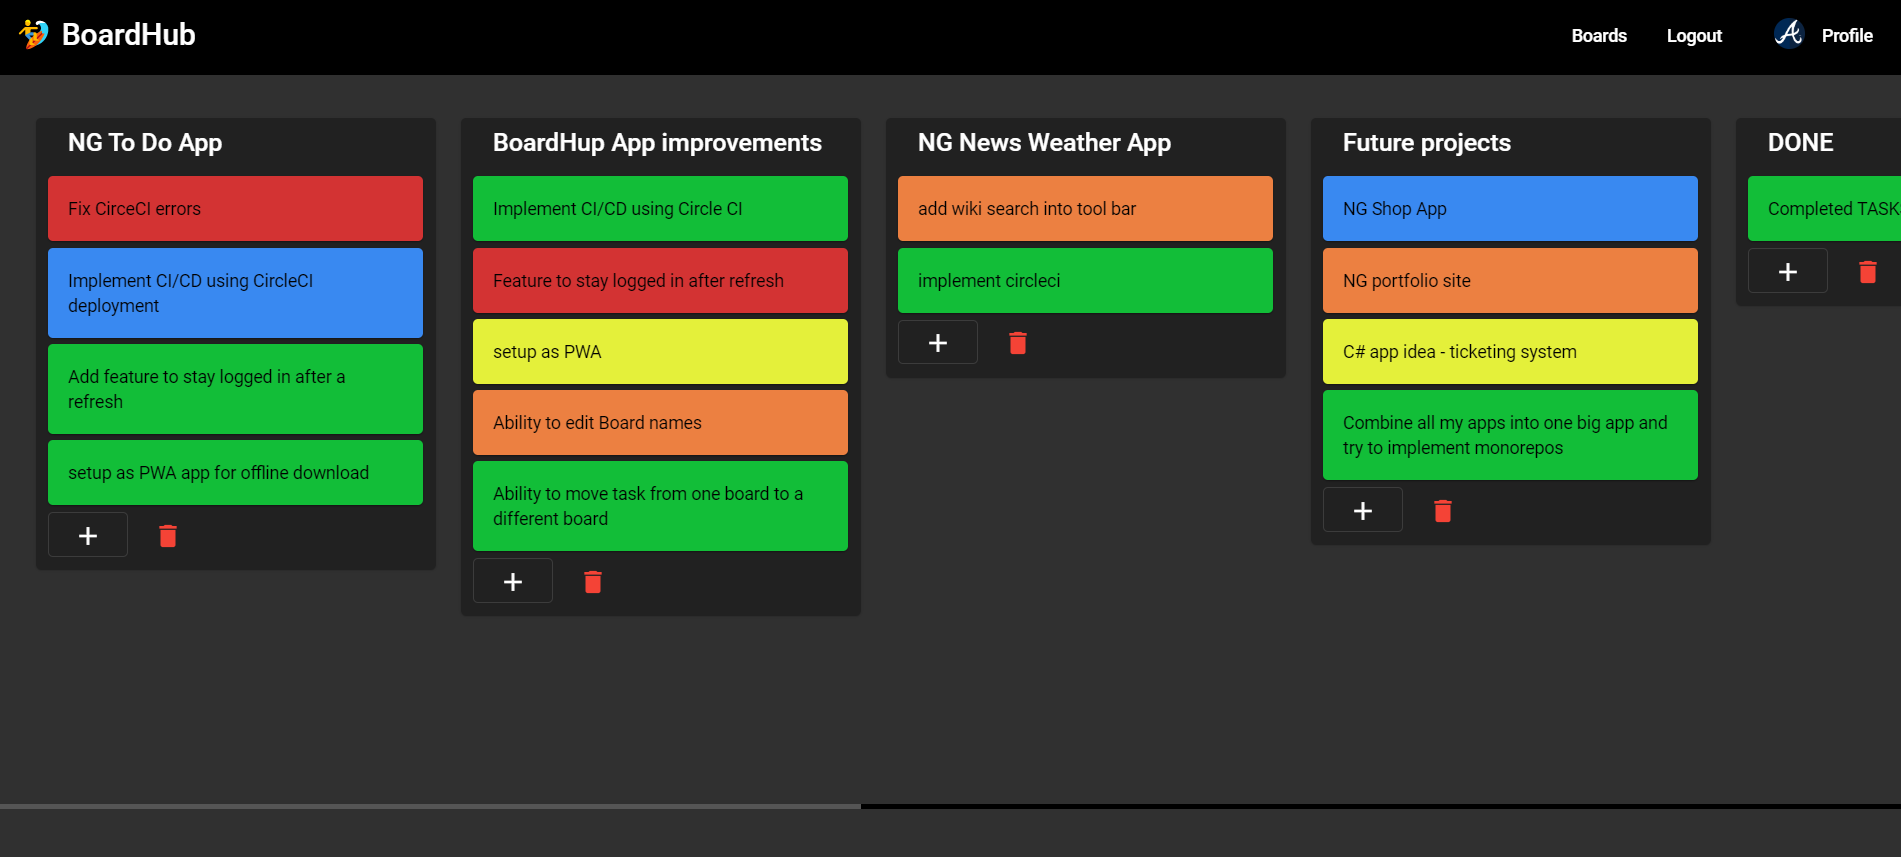 BoardHub
Boards
Logout
Profile
NG To Do App
Fix CirceCI errors
Implement CI/CD using CircleCI
deployment
Add feature to stay logged in after a
refresh
setup as PWA app for offline download
BoardHup App improvements
Implement CI/CD using Circle CI
Feature to stay logged in after refresh
setup as PWA
Ability to edit Board names
Ability to move task from one board to a
different board
NG News Weather App
add wiki search into tool bar
implement circleci
Future projects
NG Shop App
NG portfolio site
C# app idea - ticketing system
Combine all my apps into one big app and
try to implement monorepos
DONE
Completed TASK